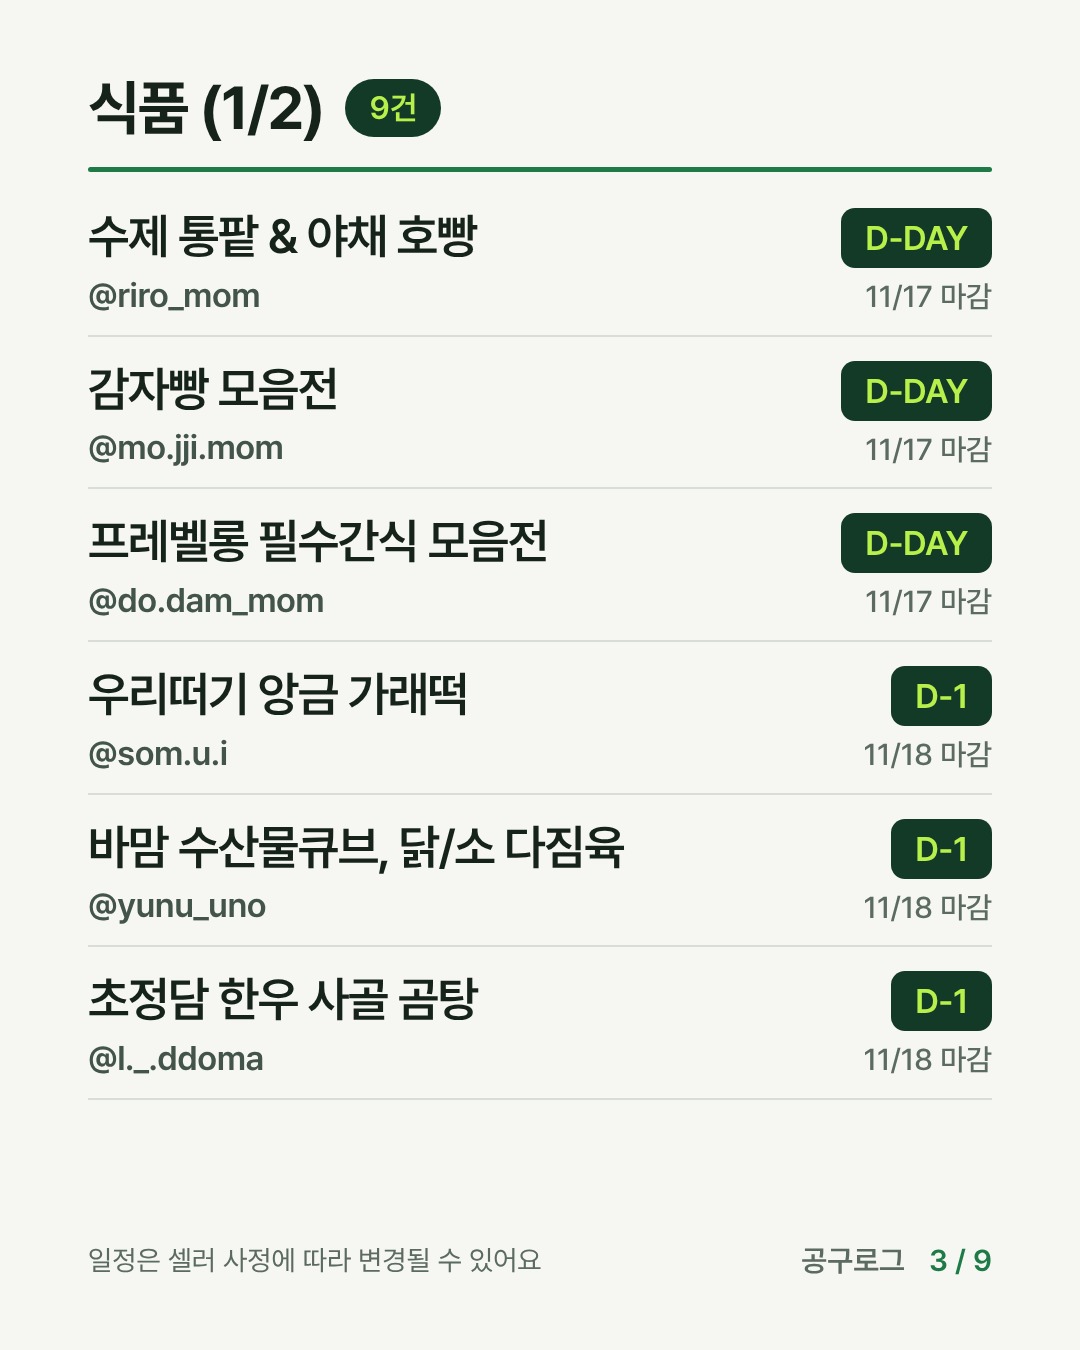 식품 (1/2) 9건
수제 통팥 & 야채 호빵 D-DAY
@riro_mom 11/17 마감
감자빵 모음전 D-DAY
@mo.jji.mom 11/17 마감
프레벨롱 필수간식 모음전 D-DAY
@do.dam_mom 11/17 마감
우리떠기 앙금 가래떡 D-1
@som.u.i 11/18 마감
바맘 수산물큐브, 닭/소 다짐육 D-1
@yunu_uno 11/18 마감
초정담 한우 사골 곰탕 D-1
@l._.ddoma 11/18 마감
일정은 셀러 사정에 따라 변경될 수 있어요 공구로그 3 / 9